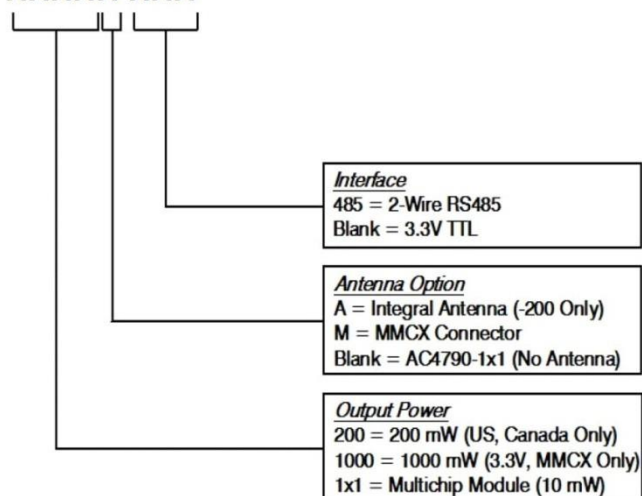 Interface
485 = 2-Wire RS485
Blank = 3.3V TTL
Antenna Option
A = Integral Antenna (-200 Only)
M = MMCX Connector
Blank = AC4790-1x1 (No Antenna)
Output Power
200 = 200 mW (US, Canada Only)
1000 = 1000 mW (3.3V, MMCX Only)
1x1 = Multichip Module (10 mW)